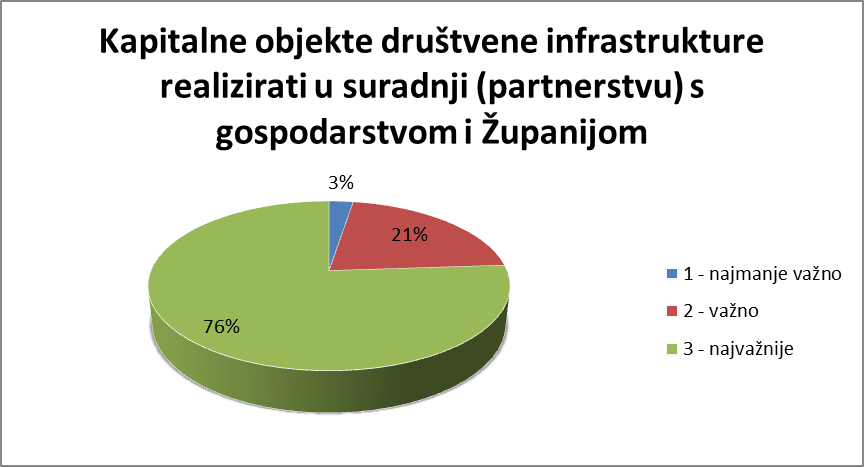 Kapitalne objekte društvene infrastrukture
realizirati u suradnji (partnerstvu) s
gospodarstvom i Županijom
3%
21%
76%
1 - najmanje važno
2 - važno
3 - najvažnije